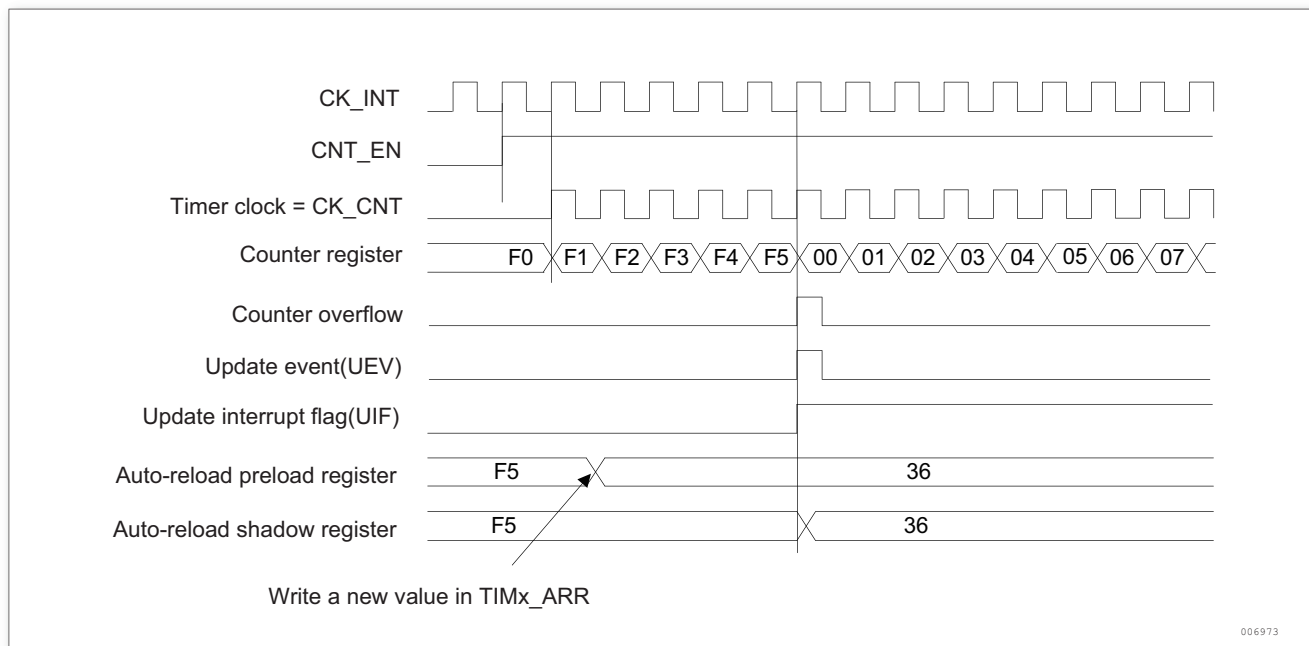 CK_INT
CNT_EN
Timer clock = CK_CNT
Counter register F0 F1 F2 F3 F4 F5 00 01 02 03 04 05 06 07
Counter overflow
Update event(UEV)
Update interrupt flag(UIF)
Auto-reload preload register F5 36
Auto-reload shadow register F5 36
Write a new value in TIMx_ARR
006973